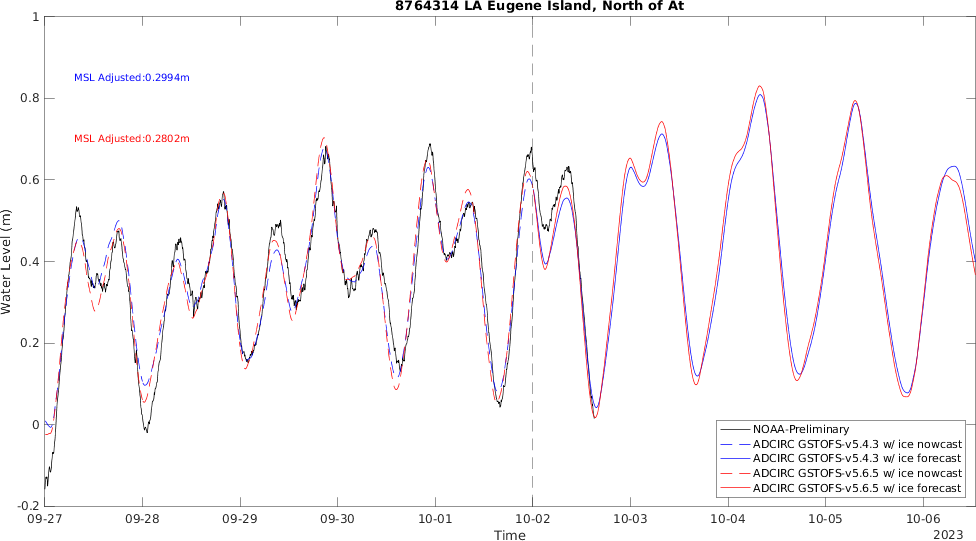 8764314 LA Eugene Island, North of At
1
0.8
0.6
0.4
0.2
0
-0.2
Water Level (m)
MSL Adjusted:0.2994m
MSL Adjusted:0.2802m
NOAA-Preliminary
ADCIRC GSTOFS-v5.4.3 w/ ice nowcast
ADCIRC GSTOFS-v5.4.3 w/ ice forecast
ADCIRC GSTOFS-v5.6.5 w/ ice nowcast
ADCIRC GSTOFS-v5.6.5 w/ ice forecast
09-27 09-28 09-29 09-30 10-01 10-02 10-03 10-04 10-05 10-06
Time
2023